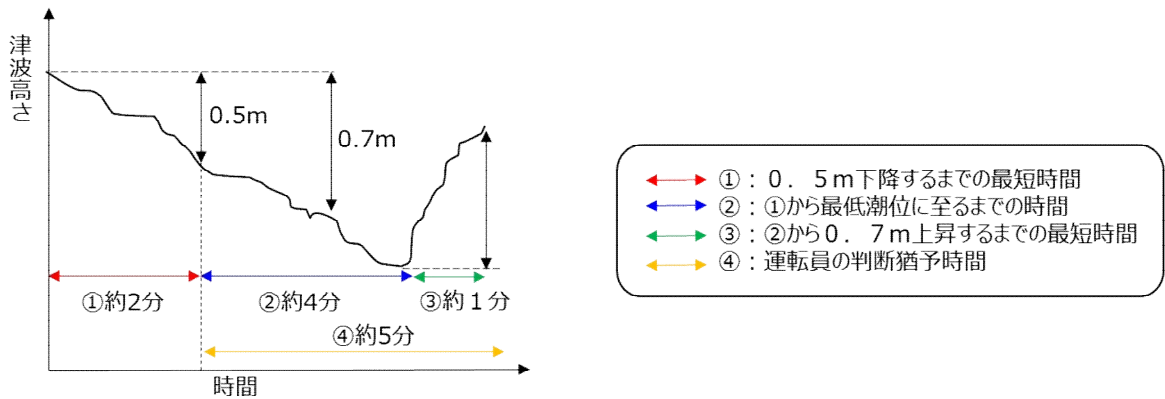 津波高さ
0.5m
0.7m
①約2分
②約4分
③約１分
④約5分
時間
①：０．５ｍ下降するまでの最短時間
②：①から最低潮位に至るまでの時間
③：②から０．７ｍ上昇するまでの最短時間
④：運転員の判断猶予時間